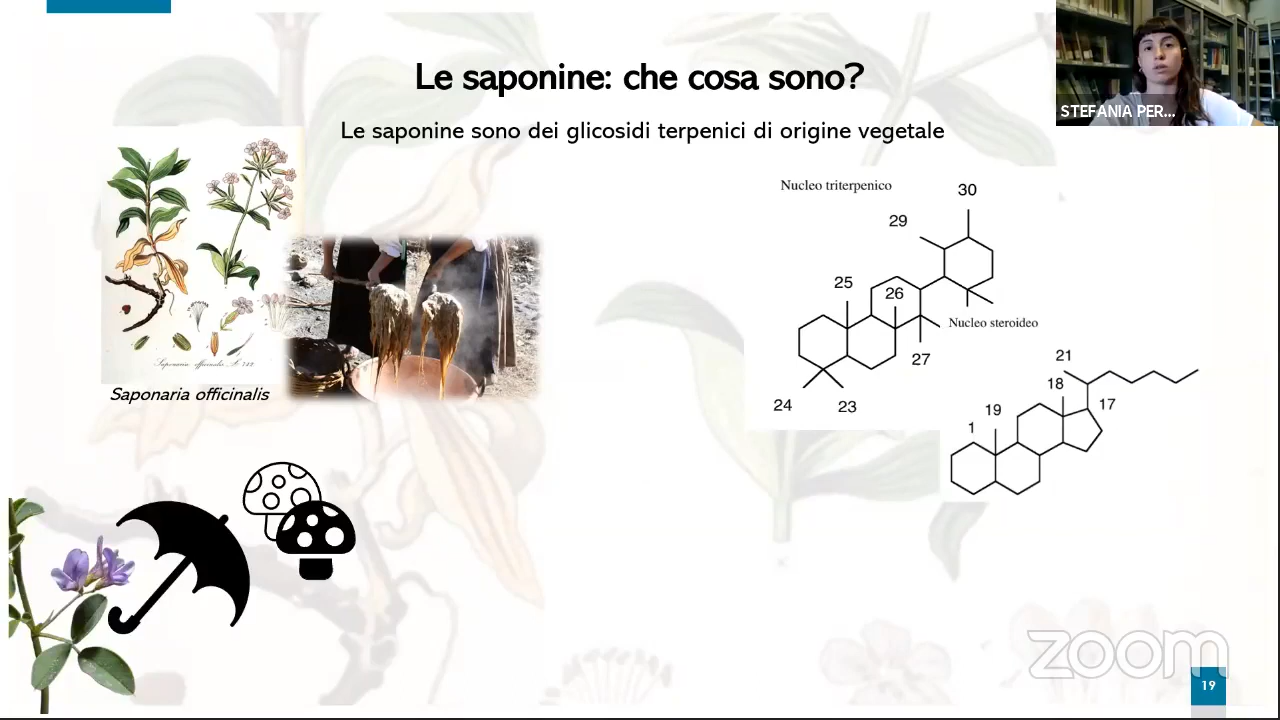 Le saponine: che cosa sono?
STEFANIA PER...
Le saponine sono dei glicosidi terpenici di origine vegetale
Nucleo triterpenico
30
29
25
26
Nucleo steroideo
27
24
23
21
18
17
19
1
Saponaria officinalis
zoom
19